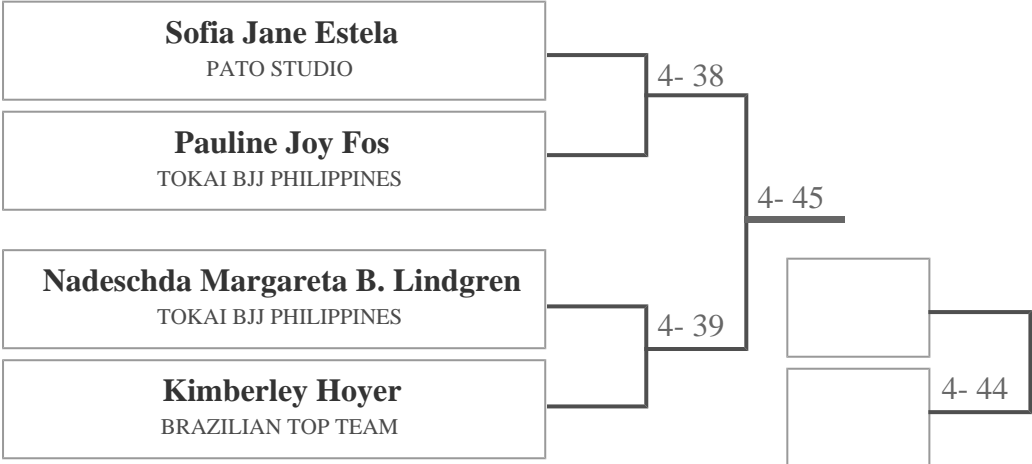 Sofia Jane Estela
PATO STUDIO
4- 38
Pauline Joy Fos
TOKAI BJJ PHILIPPINES
4- 45
Nadeschda Margareta B. Lindgren
TOKAI BJJ PHILIPPINES
4- 39
Kimberley Hoyer
BRAZILIAN TOP TEAM
4- 44